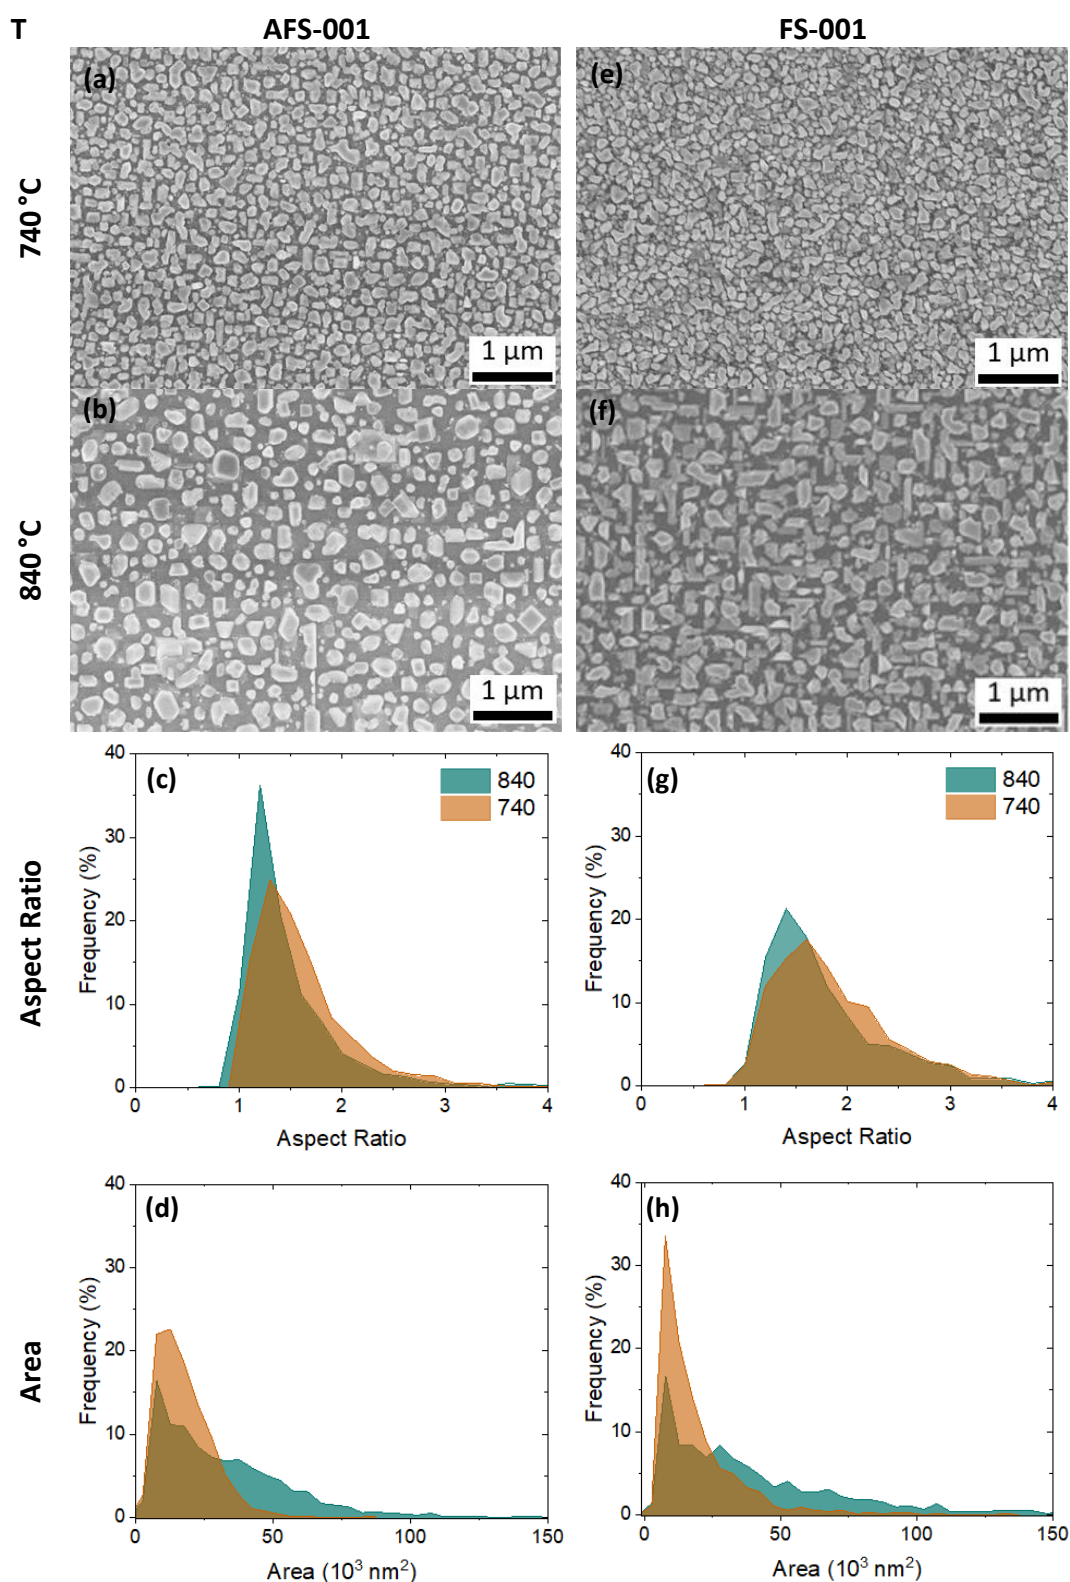 T
AFS-001
FS-001
740 °C
(a)
1 µm
(e)
1 µm
840 °C
(b)
1 µm
(f)
1 µm
Aspect Ratio
(c)
840
740
40
30
20
10
0
Frequency (%)
0 1 2 3 4
Aspect Ratio
(g)
840
740
40
30
20
10
0
Frequency (%)
0 1 2 3 4
Aspect Ratio
Area
(d)
40
30
20
10
0
Frequency (%)
0 50 100 150
Area (10³ nm²)
(h)
40
30
20
10
0
Frequency (%)
0 50 100 150
Area (10³ nm²)